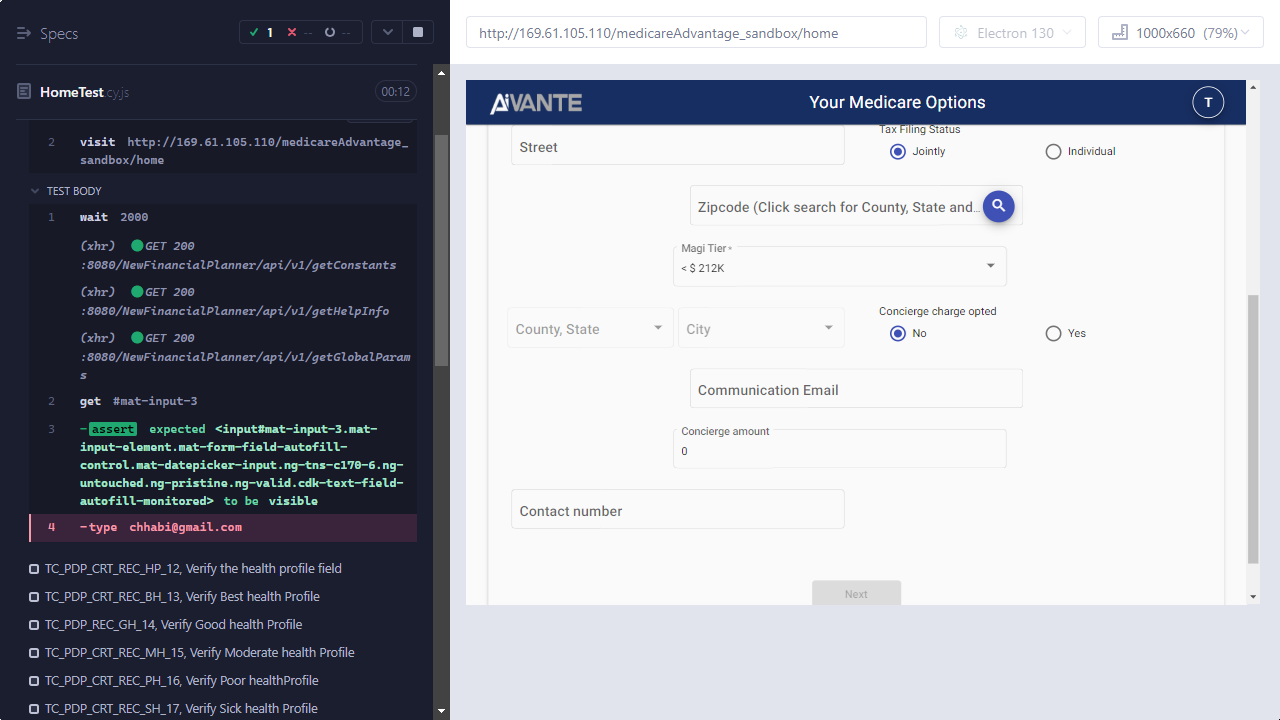 Specs
1
--
--
http://169.61.105.110/medicareAdvantage_sandbox/home
Electron 130
1000x660 (79%)
HomeTest.cy.js
00:12
2 visit http://169.61.105.110/medicareAdvantage_
sandbox/home
TEST BODY
1 wait 2000
(xhr) GET 200
:8080/NewFinancialPlanner/api/v1/getConstants
(xhr) GET 200
:8080/NewFinancialPlanner/api/v1/getHelpInfo
(xhr) GET 200
:8080/NewFinancialPlanner/api/v1/getGlobalParam
s
2 get #mat-input-3
3 -assert expected <input#mat-input-3.mat-
input-element.mat-form-field-autofill-
control.mat-datepicker-input.ng-tns-c170-6.ng-
untouched.ng-pristine.ng-valid.cdk-text-field-
autofill-monitored> to be visible
4 -type chhabi@gmail.com
TC_PDP_CRT_REC_HP_12, Verify the health profile field
TC_PDP_CRT_REC_BH_13, Verify Best health Profile
TC_PDP_REC_GH_14, Verify Good health Profile
TC_PDP_CRT_REC_MH_15, Verify Moderate health Profile
TC_PDP_CRT_REC_PH_16, Verify Poor healthProfile
TC_PDP_CRT_REC_SH_17, Verify Sick health Profile
AiVANTE
Your Medicare Options
T
Tax Filing Status
Street
Jointly
Individual
Zipcode (Click search for County, State and...
Magi Tier *
< $ 212K
County, State
City
Concierge charge opted
No
Yes
Communication Email
Concierge amount
0
Contact number
Next